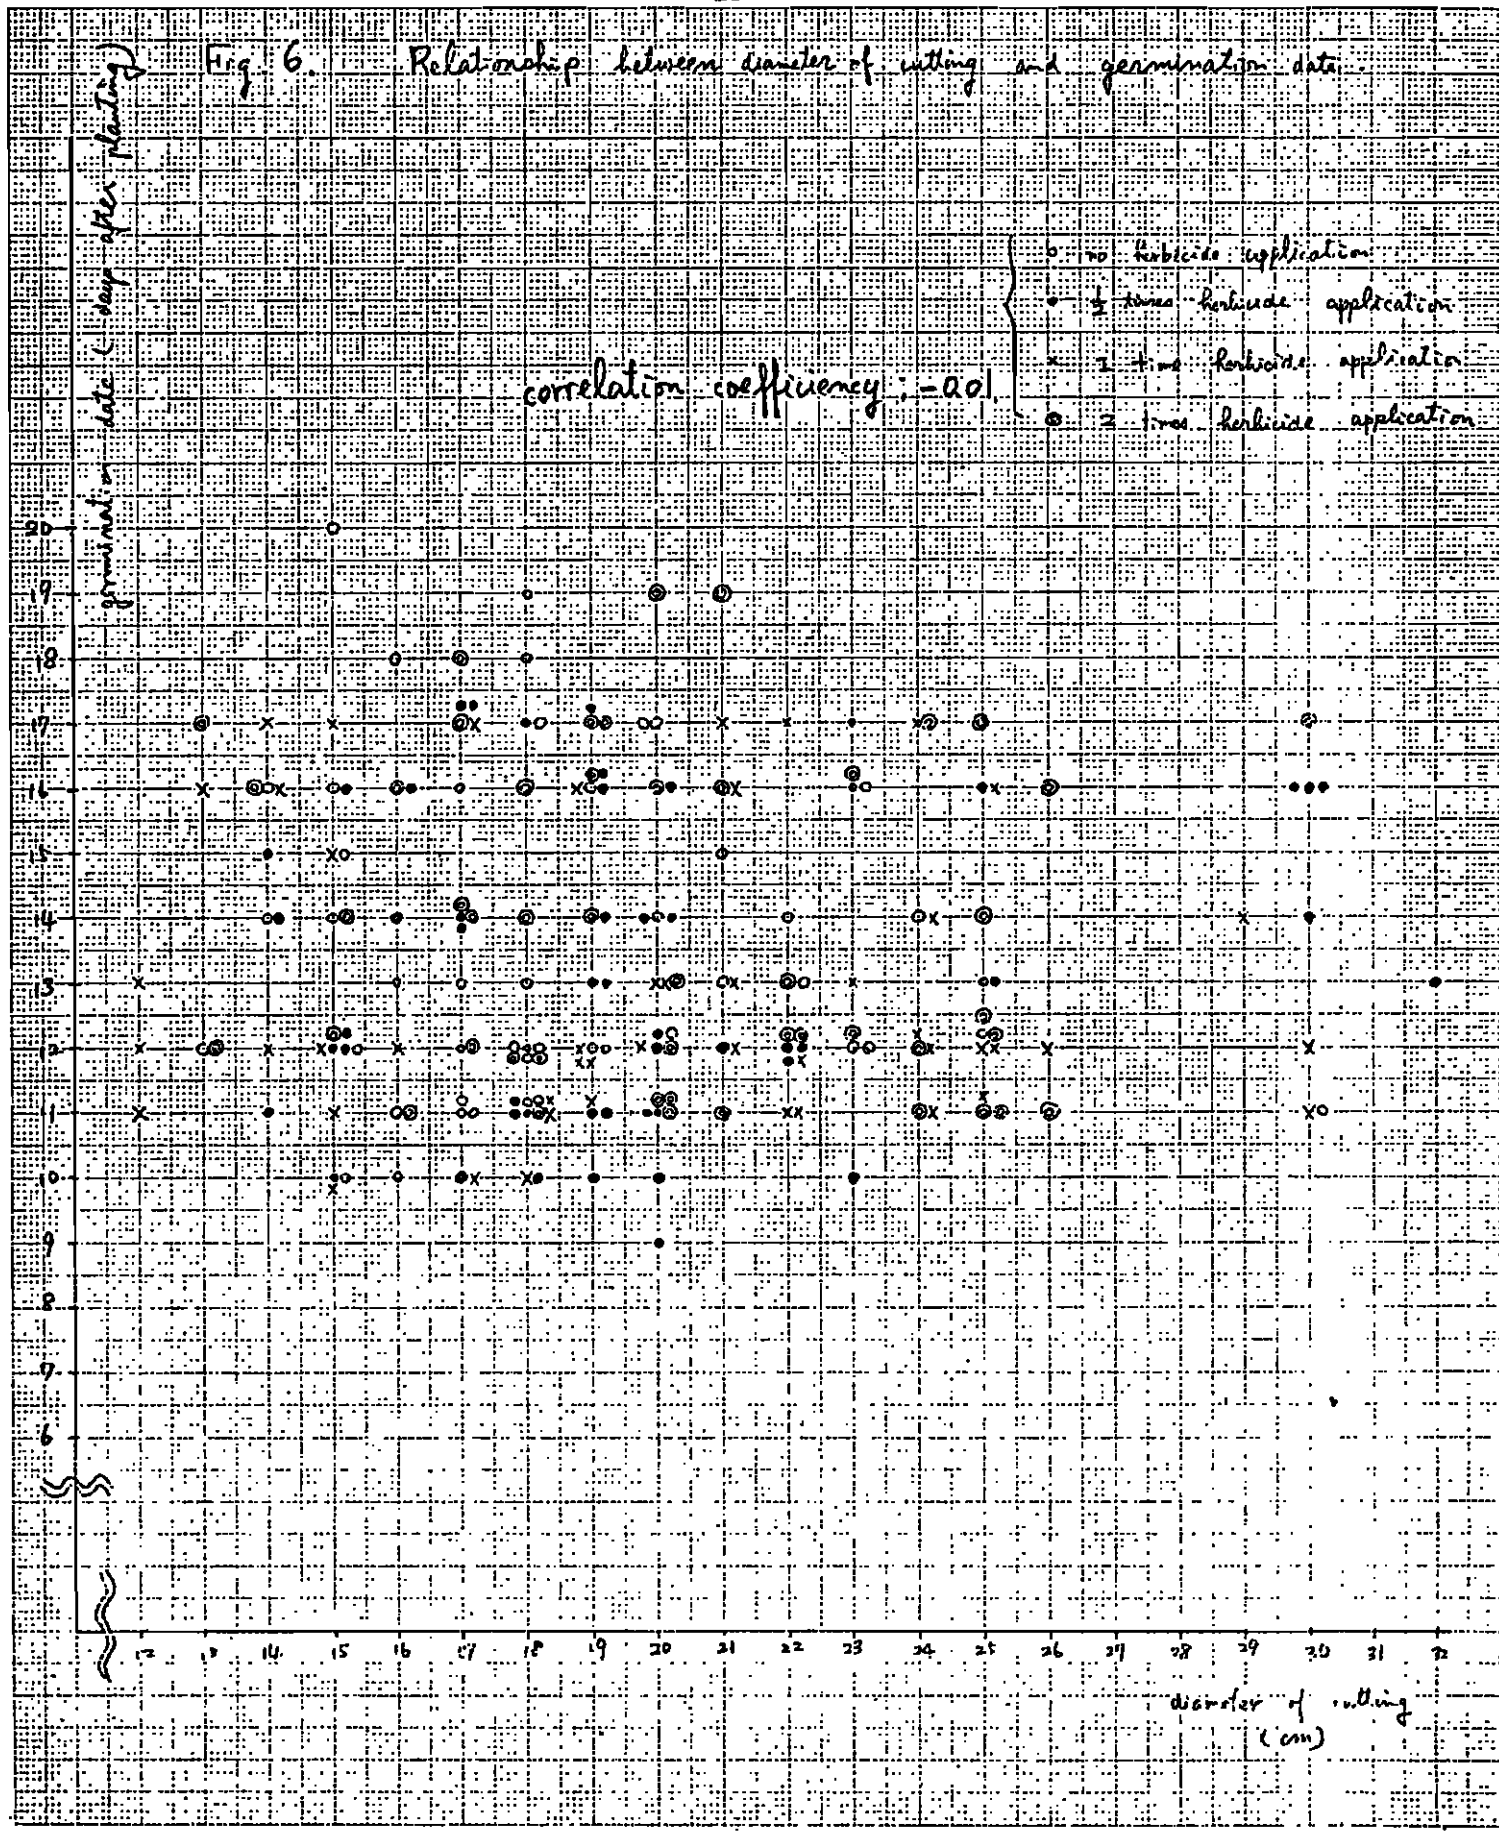 Fig. 6. Relationship between diameter of cutting and germination date.
germination date (days after planting)
o no herbicide application
• 1/2 times herbicide application
x 1 time herbicide application
◎ 2 times herbicide application
correlation coefficiency : -0.01
20
19
18
17
16
15
14
13
12
11
10
9
8
7
6
12 13 14 15 16 17 18 19 20 21 22 23 24 25 26 27 28 29 30 31 32
diameter of cutting
(cm)